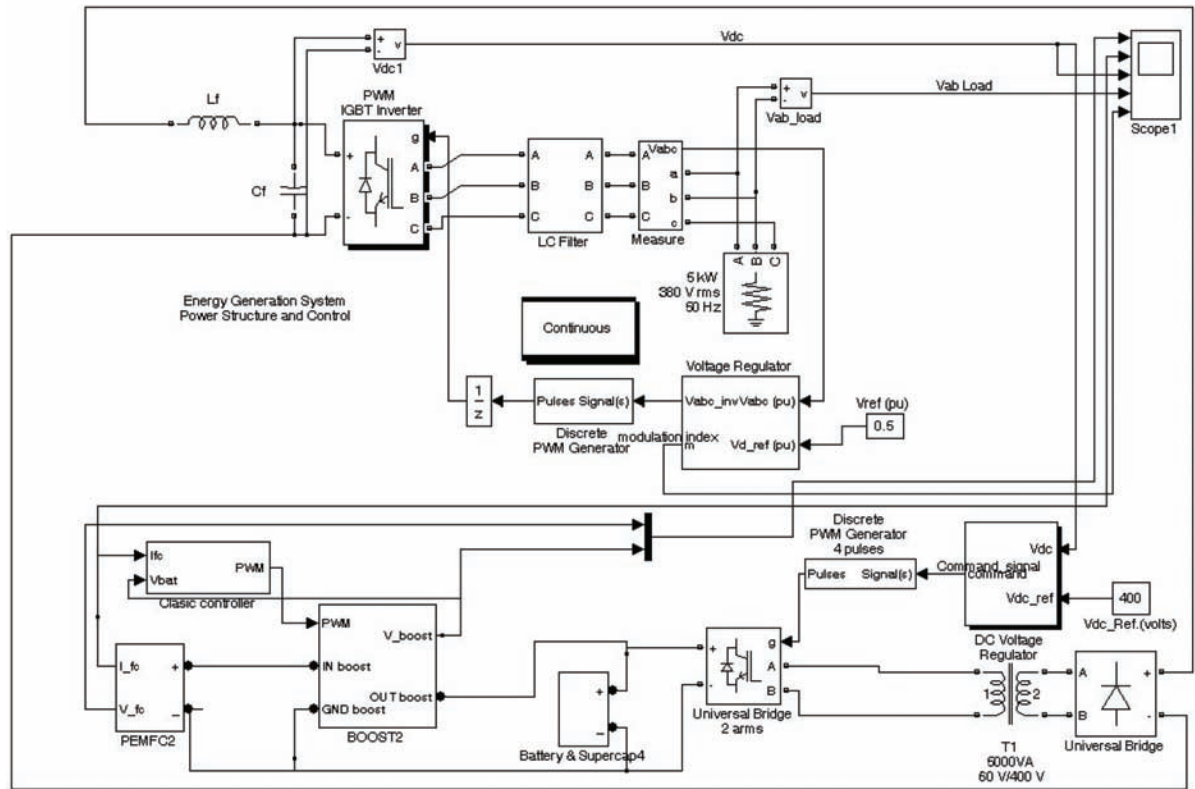 Vdc
+
-
v
Vdc1
Lf
Cf
PWM
IGBT Inverter
g
+
-
A
B
C
A
B
C
A
B
C
LC Filter
A
B
C
Vabc
a
b
c
Measure
+
-
v
Vab_load
Vab Load
Scope1
A
B
C
5 kW
380 V rms
50 Hz
Energy Generation System
Power Structure and Control
Continuous
1
z
Pulses Signal(s)
Discrete
PWM Generator
Voltage Regulator
Vabc_inv
Vabc (pu)
modulation index
m
Vd_ref (pu)
Vref (pu)
0.5
Ifc
Vbat
PWM
Clasic controller
I_fc
V_fc
+
-
PEMFC2
PWM
IN boost
GND boost
V_boost
OUT boost
BOOST2
+
-
Battery & Supercap4
+
-
g
A
B
Universal Bridge
2 arms
Discrete
PWM Generator
4 pulses
Pulses Signal(s)
Command_signal
command
Vdc
Vdc_ref
DC Voltage
Regulator
400
Vdc_Ref.(volts)
1
2
T1
6000VA
60 V/400 V
A
B
+
-
Universal Bridge